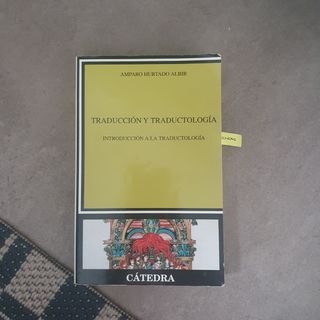 AMPARO HURTADO ALBIR
TRADUCCIÓN Y TRADUCTOLOGÍA
INTRODUCCIÓN A LA TRADUCTOLOGÍA
CÁTEDRA